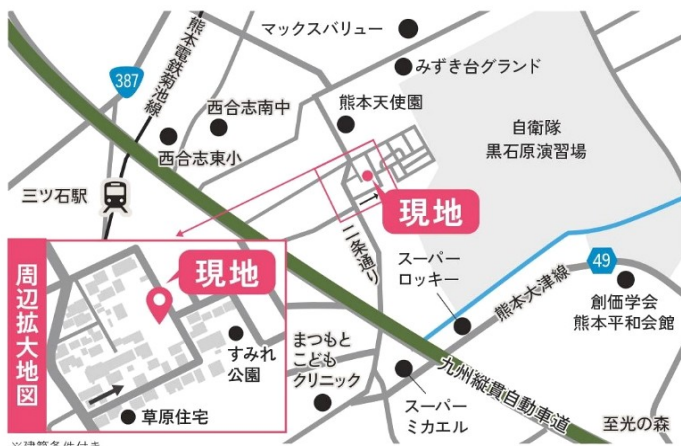 マックスバリュー
みずき台グランド
387
熊本電鉄菊池線
西合志南中
熊本天使園
西合志東小
自衛隊
黒石原演習場
三ツ石駅
現地
二条通り
スーパー
ロッキー
熊本大津線
49
創価学会
熊本平和会館
周辺拡大地図
現地
すみれ
公園
草原住宅
まつもと
こども
クリニック
スーパー
ミカエル
九州縦貫自動車道
至光の森
※建築条件付き